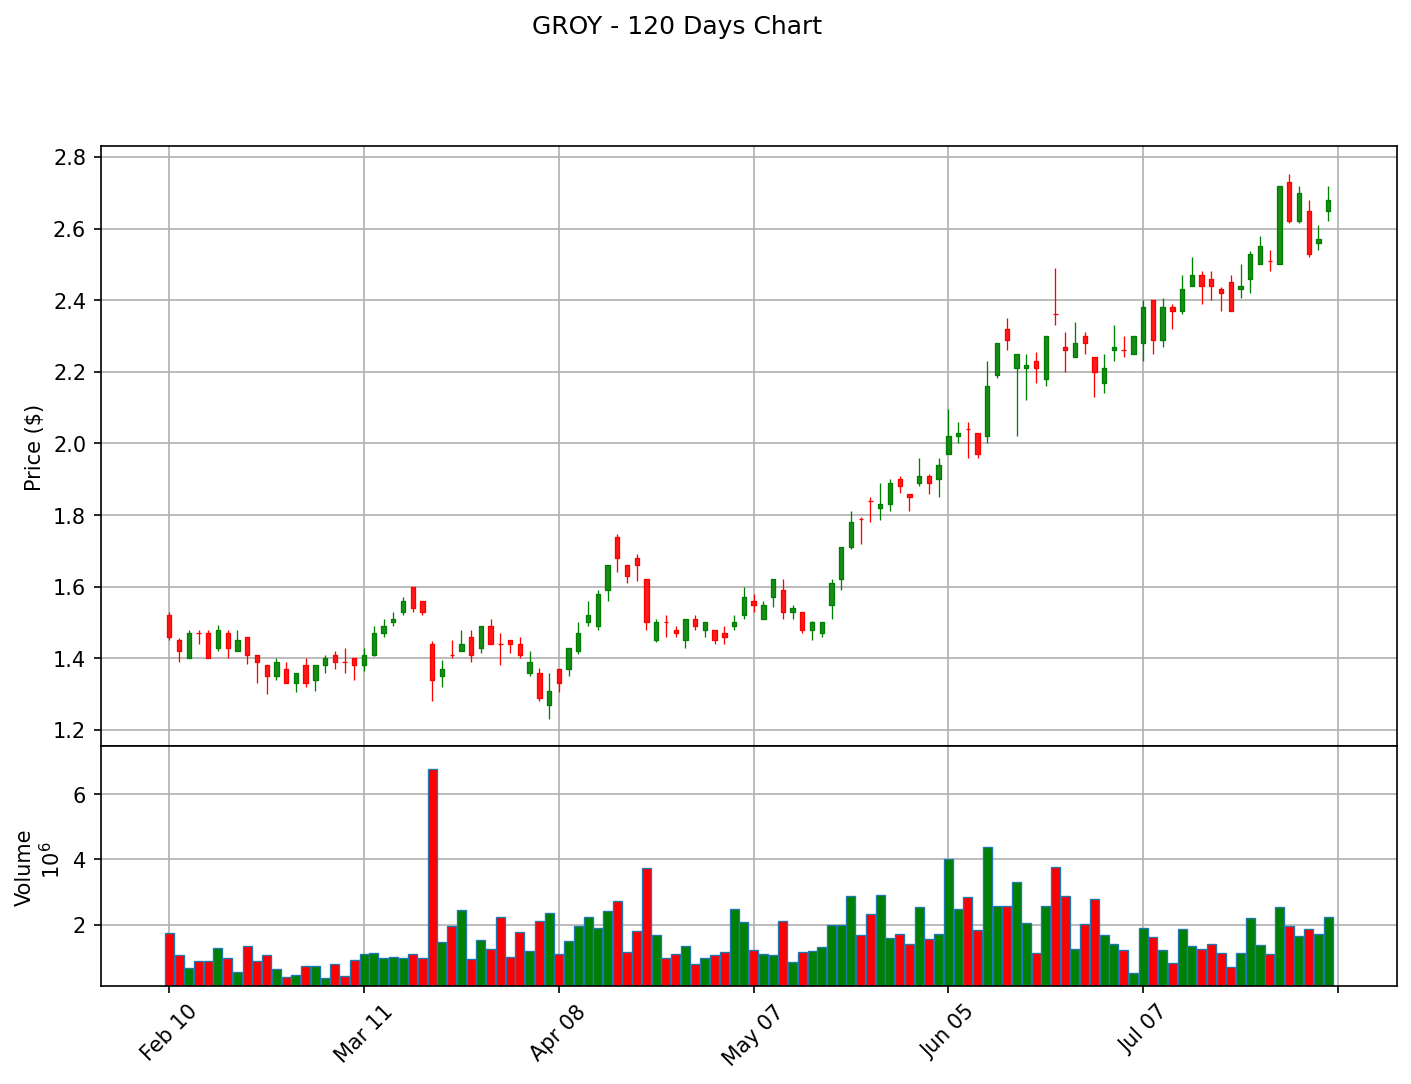 GROY - 120 Days Chart
2.8
2.6
2.4
2.2
2.0
1.8
1.6
1.4
1.2
Price ($)
6
4
2
Volume
10^6
Feb 10
Mar 11
Apr 08
May 07
Jun 05
Jul 07